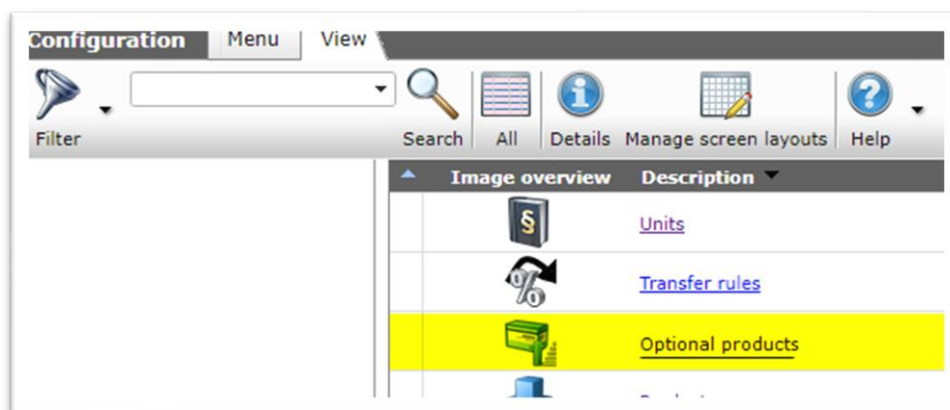 Configuration Menu View
Filter Search All Details Manage screen layouts Help
Image overview Description
§ Units
% Transfer rules
Optional products